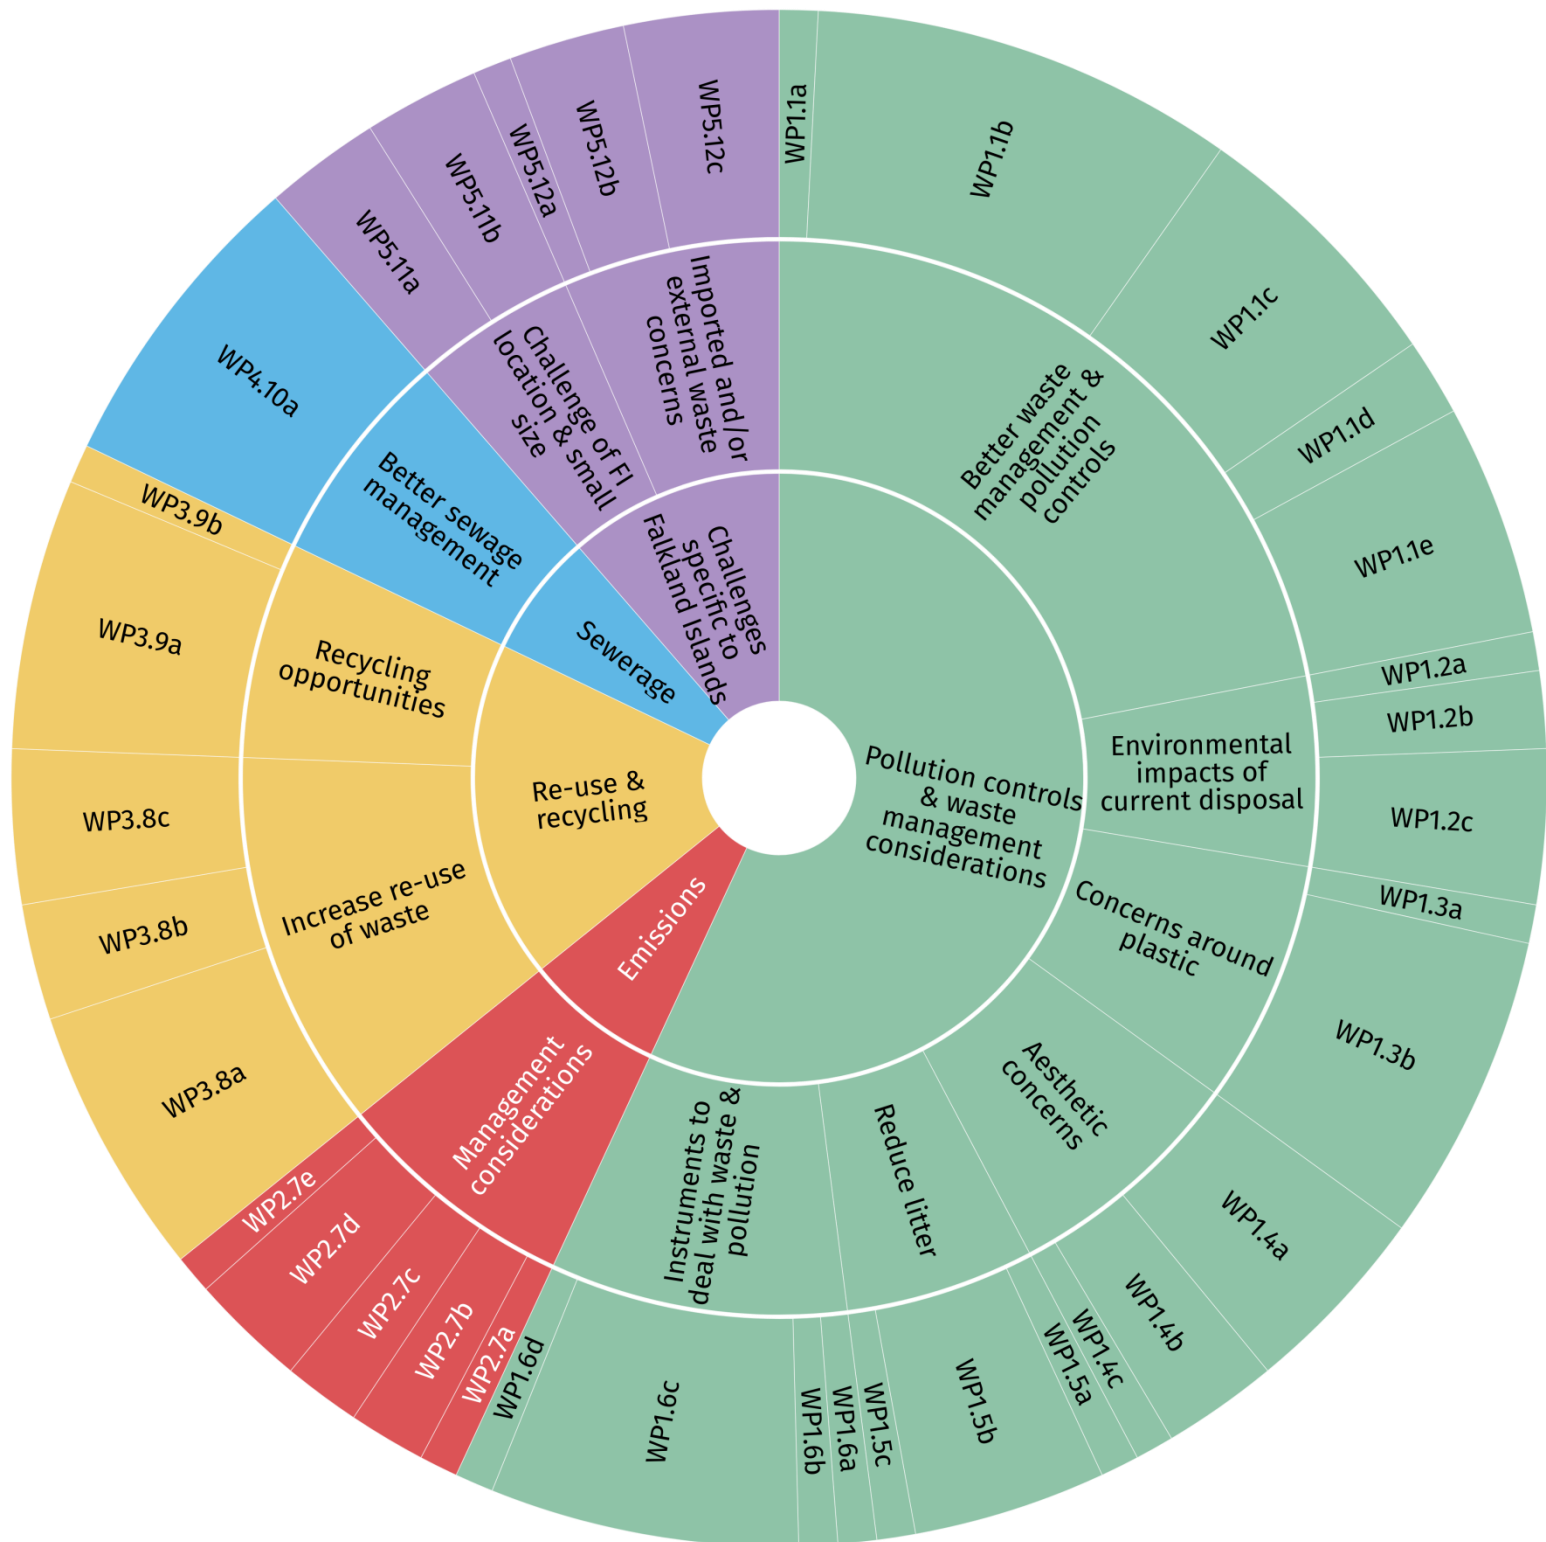 Pollution controls
& waste
management
considerations
Better waste
management &
pollution
controls
WP1.1a
WP1.1b
WP1.1c
WP1.1d
WP1.1e
Environmental
impacts of
current disposal
WP1.2a
WP1.2b
WP1.2c
Concerns around
plastic
WP1.3a
WP1.3b
Aesthetic
concerns
WP1.4a
WP1.4b
WP1.4c
Reduce litter
WP1.5a
WP1.5b
WP1.5c
Instruments to
deal with waste &
pollution
WP1.6a
WP1.6b
WP1.6c
WP1.6d
Emissions
Management
considerations
WP2.7a
WP2.7b
WP2.7c
WP2.7d
WP2.7e
Re-use &
recycling
Increase re-use
of waste
WP3.8a
WP3.8b
WP3.8c
Recycling
opportunities
WP3.9a
WP3.9b
Sewerage
Better sewage
management
WP4.10a
Challenges
specific to
Falkland Islands
Challenge of FI
location & small
size
WP5.11a
WP5.11b
Imported and/or
external waste
concerns
WP5.12a
WP5.12b
WP5.12c